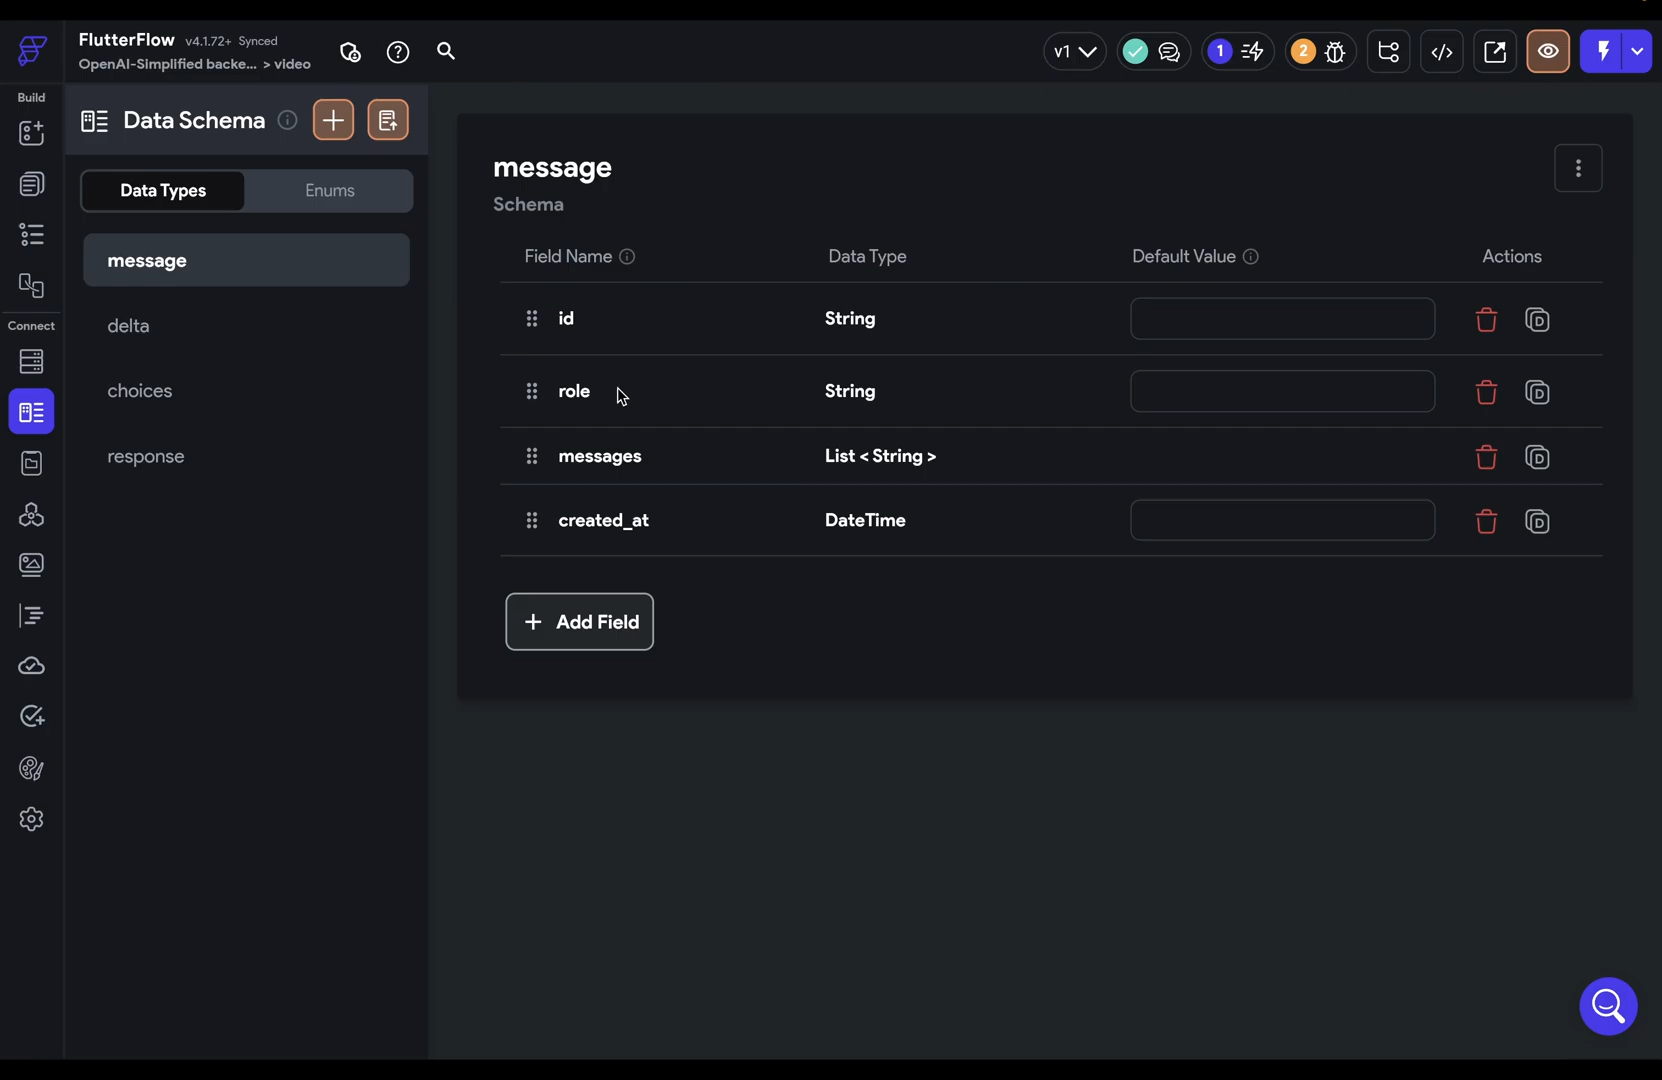 FlutterFlow v4.1.72+ Synced
OpenAI-Simplified backe... > video
v1
1
2
Build
Connect
Data Schema
Data Types
Enums
message
delta
choices
response
message
Schema
Field Name
Data Type
Default Value
Actions
id
String
role
String
messages
List < String >
created_at
DateTime
+ Add Field